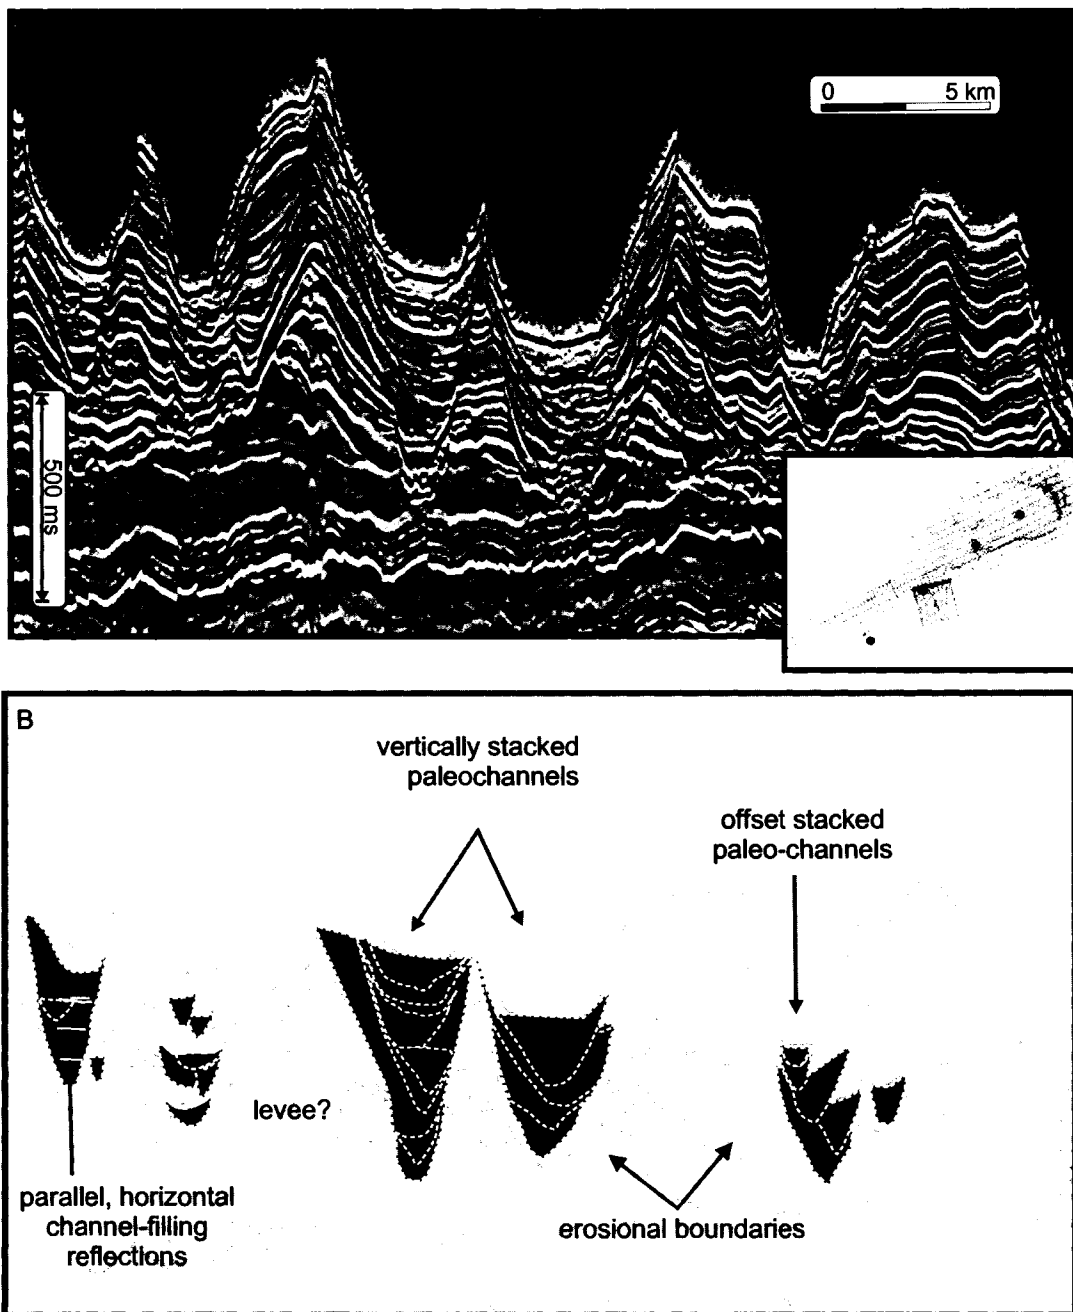 0 5 km
500 ms
B
vertically stacked
paleochannels
offset stacked
paleo-channels
levee?
parallel, horizontal
channel-filling
reflections
erosional boundaries